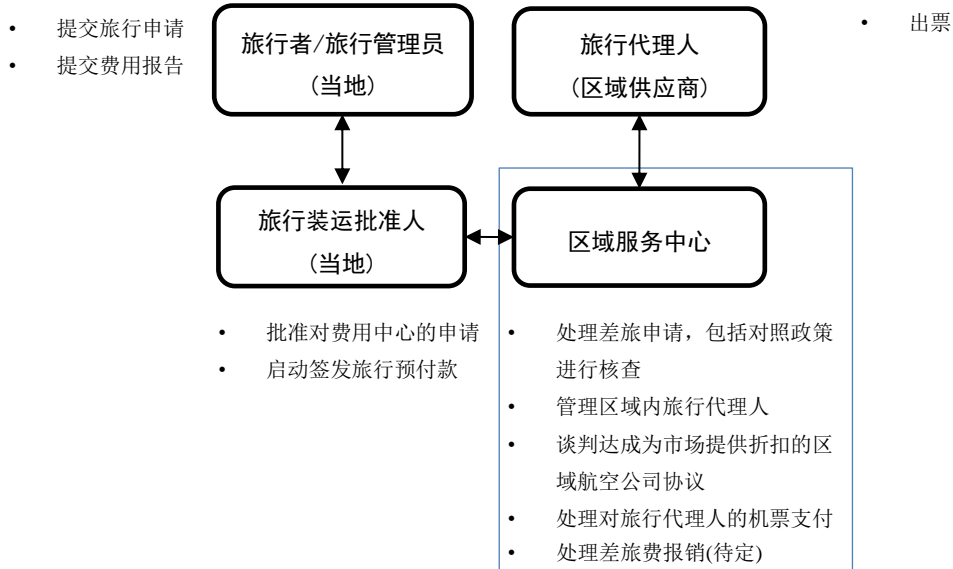 • 提交旅行申请
• 提交费用报告
旅行者/旅行管理员
(当地)
旅行代理人
(区域供应商)
• 出票
旅行装运批准人
(当地)
区域服务中心
• 批准对费用中心的申请
• 启动签发旅行预付款
• 处理差旅申请，包括对照政策
进行核查
• 管理区域内旅行代理人
• 谈判达成为市场提供折扣的区
域航空公司协议
• 处理对旅行代理人的机票支付
• 处理差旅费报销(待定)